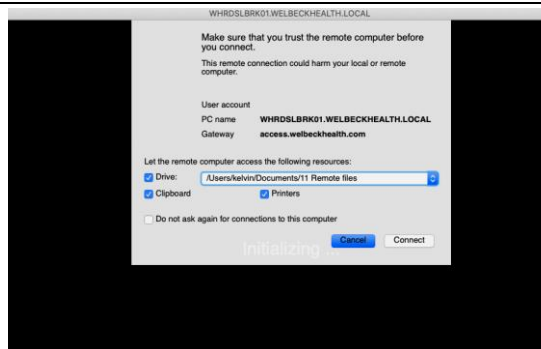 WHRDSLBRK01.WELBECKHEALTH.LOCAL
Make sure that you trust the remote computer before
you connect.
This remote connection could harm your local or remote
computer.
User account
PC name WHRDSLBRK01.WELBECKHEALTH.LOCAL
Gateway access.welbeckhealth.com
Let the remote computer access the following resources:
Drive: /Users/kelvin/Documents/11 Remote files
Clipboard Printers
Do not ask again for connections to this computer
Cancel Connect
Initializing ...